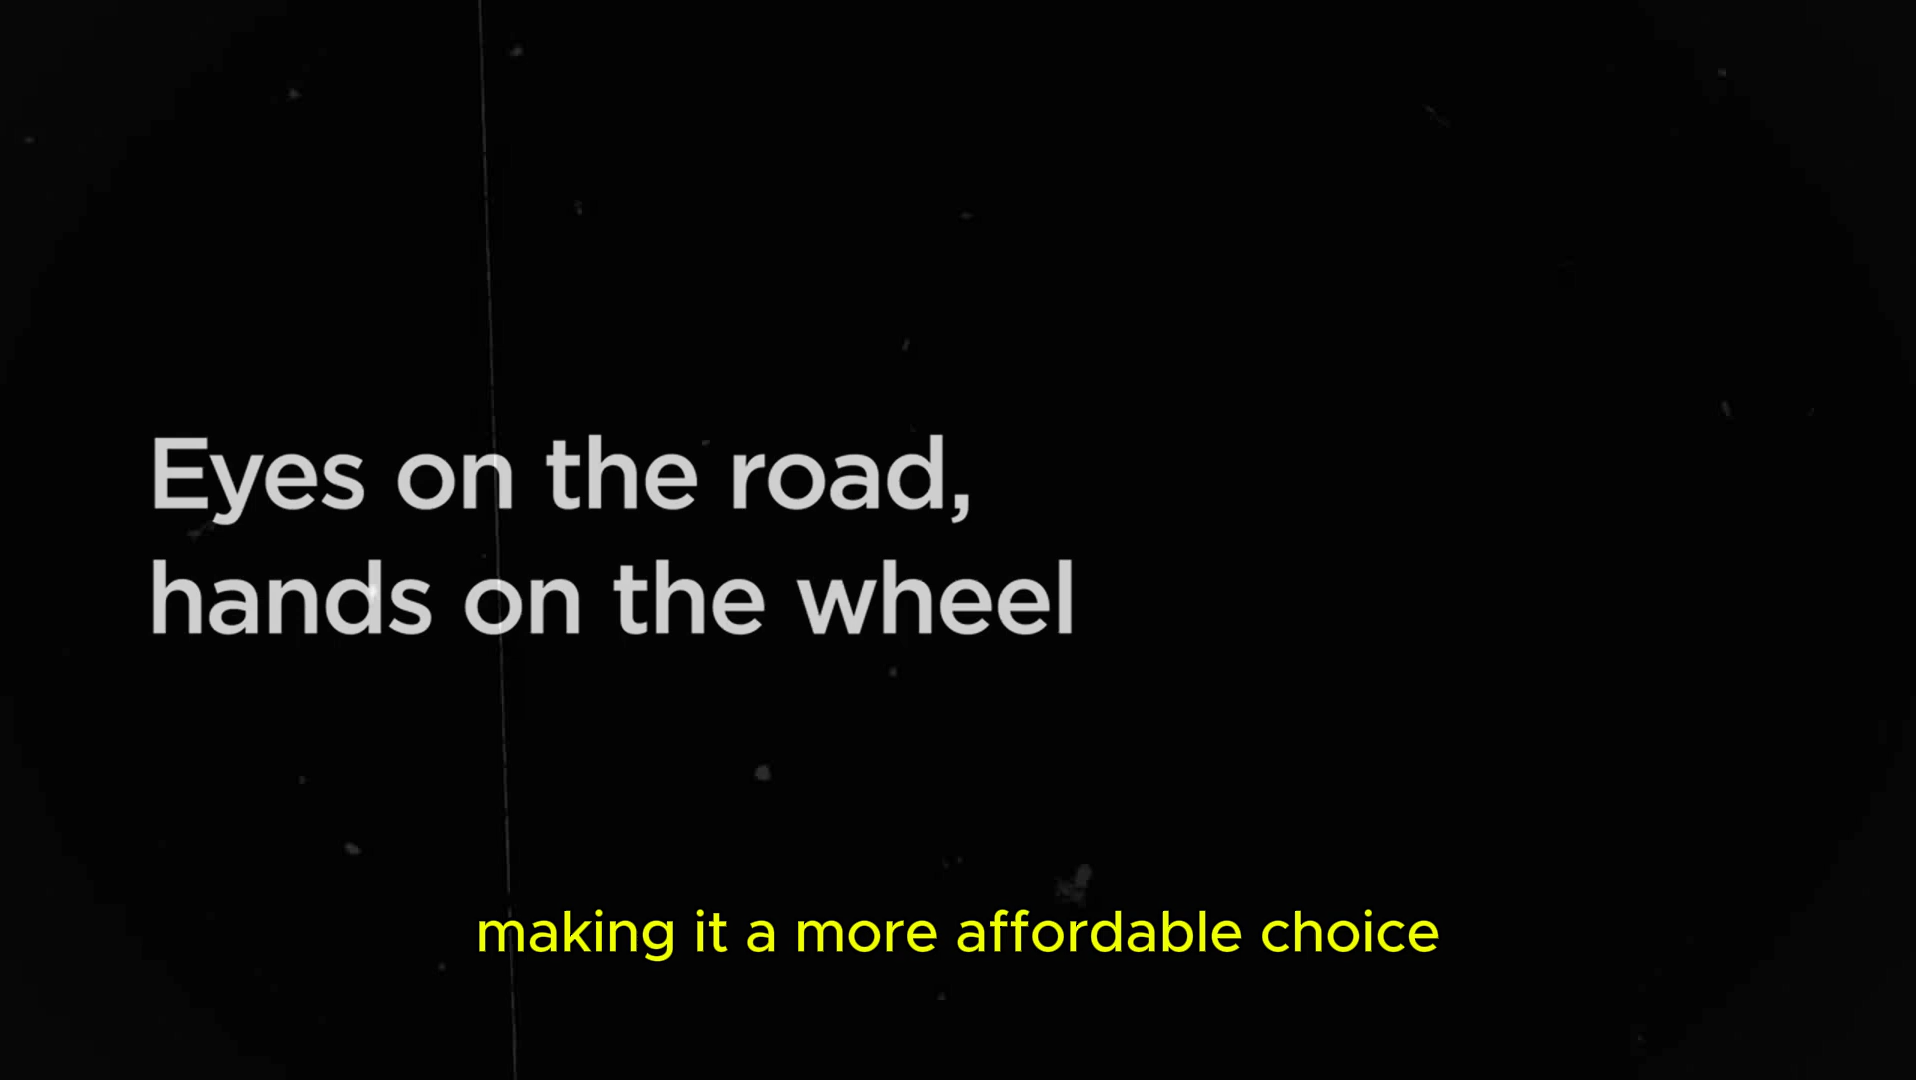 Eyes on the road,
hands on the wheel
making it a more affordable choice